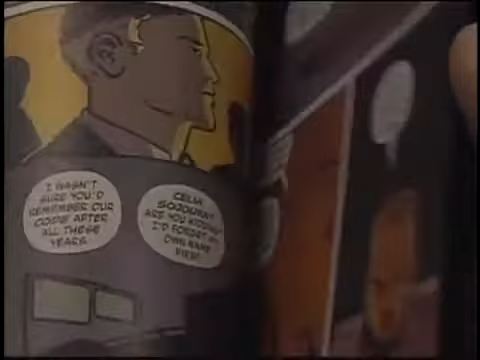 I WASN'T
SURE YOU'D
REMEMBER OUR
CODE AFTER
ALL THESE
YEARS.
CELIA
SOJOURN?
ARE YOU KIDDING?
I'D FORGET MY
OWN NAME
FIRST.